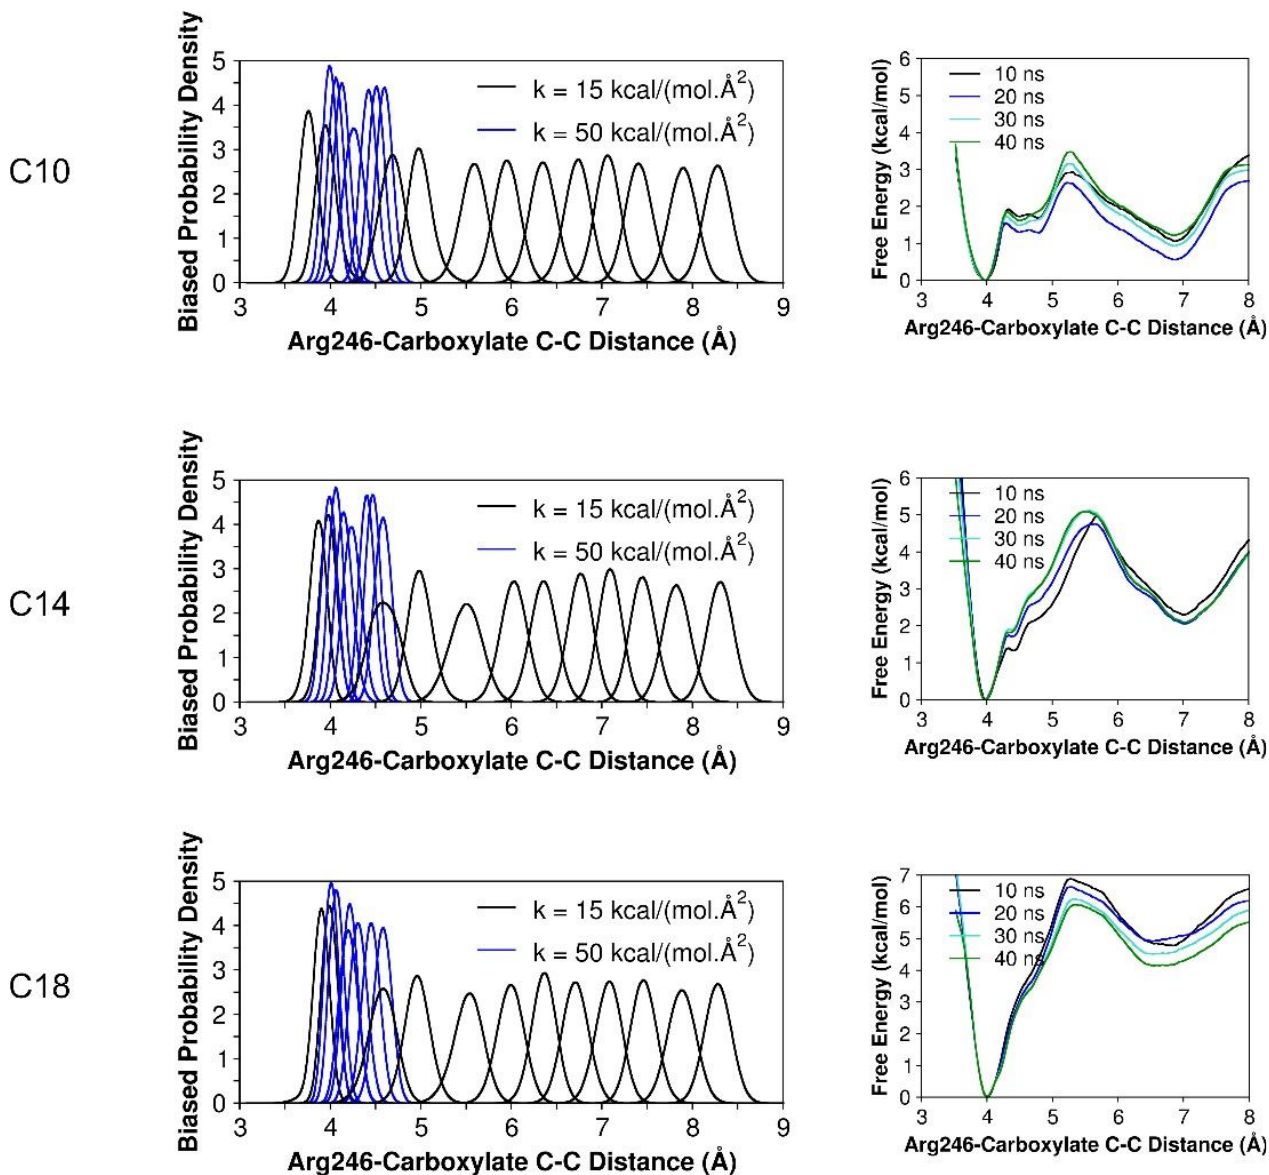 C10
Biased Probability Density
5
4
3
2
1
0
k = 15 kcal/(mol.Å²)
k = 50 kcal/(mol.Å²)
3 4 5 6 7 8 9
Arg246-Carboxylate C-C Distance (Å)
Free Energy (kcal/mol)
6
5
4
3
2
1
0
10 ns
20 ns
30 ns
40 ns
3 4 5 6 7 8
Arg246-Carboxylate C-C Distance (Å)
C14
Biased Probability Density
5
4
3
2
1
0
k = 15 kcal/(mol.Å²)
k = 50 kcal/(mol.Å²)
3 4 5 6 7 8 9
Arg246-Carboxylate C-C Distance (Å)
Free Energy (kcal/mol)
6
5
4
3
2
1
0
10 ns
20 ns
30 ns
40 ns
3 4 5 6 7 8
Arg246-Carboxylate C-C Distance (Å)
C18
Biased Probability Density
5
4
3
2
1
0
k = 15 kcal/(mol.Å²)
k = 50 kcal/(mol.Å²)
3 4 5 6 7 8 9
Arg246-Carboxylate C-C Distance (Å)
Free Energy (kcal/mol)
7
6
5
4
3
2
1
0
10 ns
20 ns
30 ns
40 ns
3 4 5 6 7 8
Arg246-Carboxylate C-C Distance (Å)